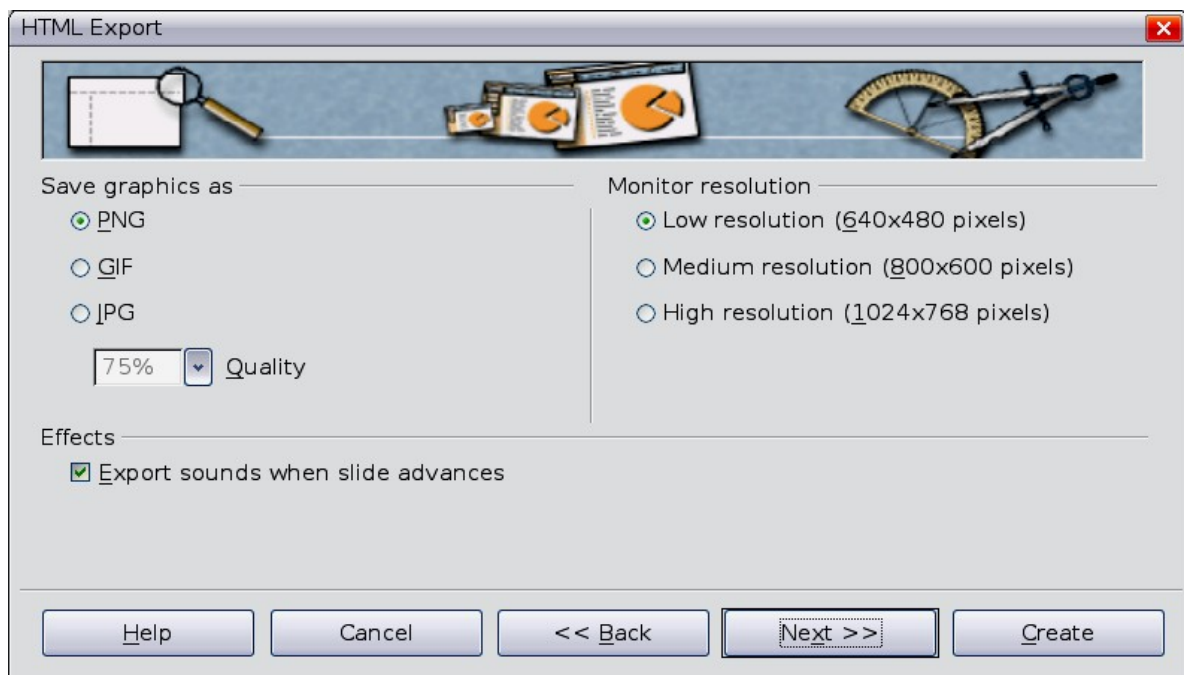 HTML Export
Save graphics as
PNG
GIF
JPG
75% Quality
Monitor resolution
Low resolution (640x480 pixels)
Medium resolution (800x600 pixels)
High resolution (1024x768 pixels)
Effects
Export sounds when slide advances
Help Cancel << Back Next >> Create